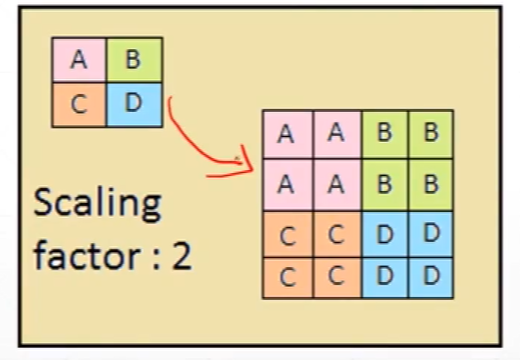 A B
C D
Scaling
factor : 2
A A B B
A A B B
C C D D
C C D D